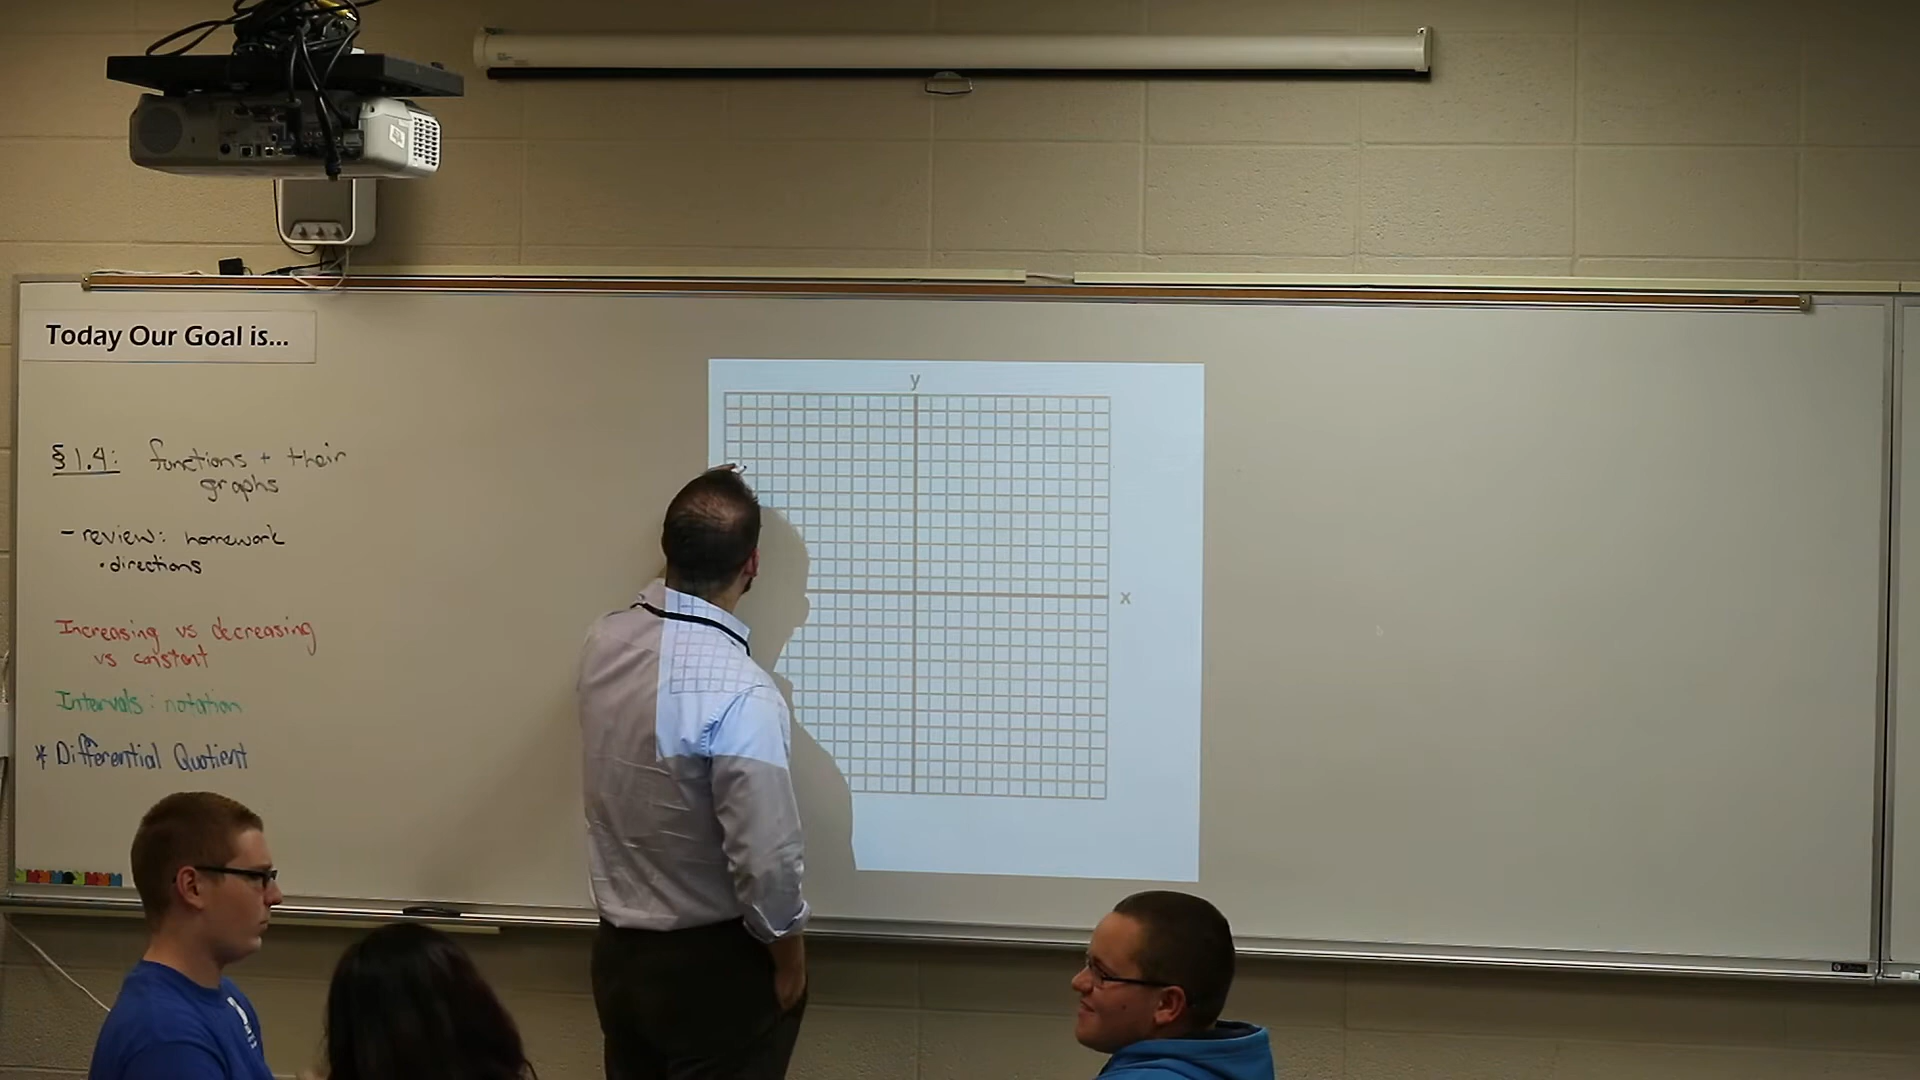 Today Our Goal is...
y
§1.4: functions + their
graphs
- review: homework
• directions
x
Increasing vs decreasing
vs constant
Intervals: notation
* Differential Quotient